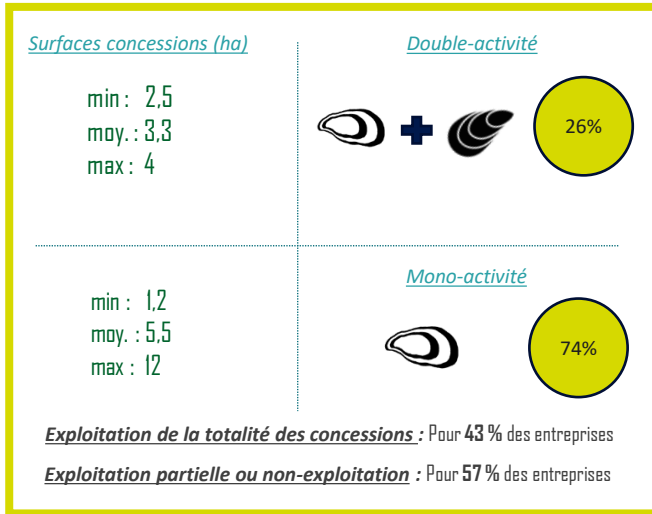 Surfaces concessions (ha)
Double-activité
min : 2,5
moy. : 3,3
max : 4
26%
Mono-activité
min : 1,2
moy. : 5,5
max : 12
74%
Exploitation de la totalité des concessions : Pour 43 % des entreprises
Exploitation partielle ou non-exploitation : Pour 57 % des entreprises